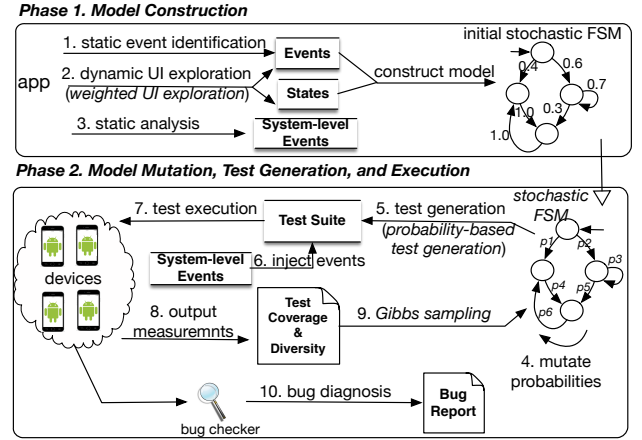 Phase 1. Model Construction
initial stochastic FSM
1. static event identification
Events
0.4
0.6
2. dynamic UI exploration
app
construct model
0.7
(weighted UI exploration)
States
1.0
0.3
3. static analysis
System-level
Events
1.0
Phase 2. Model Mutation, Test Generation, and Execution
stochastic
FSM
7. test execution
Test Suite
5. test generation
(probability-based
test generation)
p1
p2
System-level
Events
6. inject events
p3
devices
p4
p5
8. output
measuremnts
Test
Coverage
&
Diversity
9. Gibbs sampling
p6
4. mutate
probabilities
10. bug diagnosis
Bug
Report
bug checker